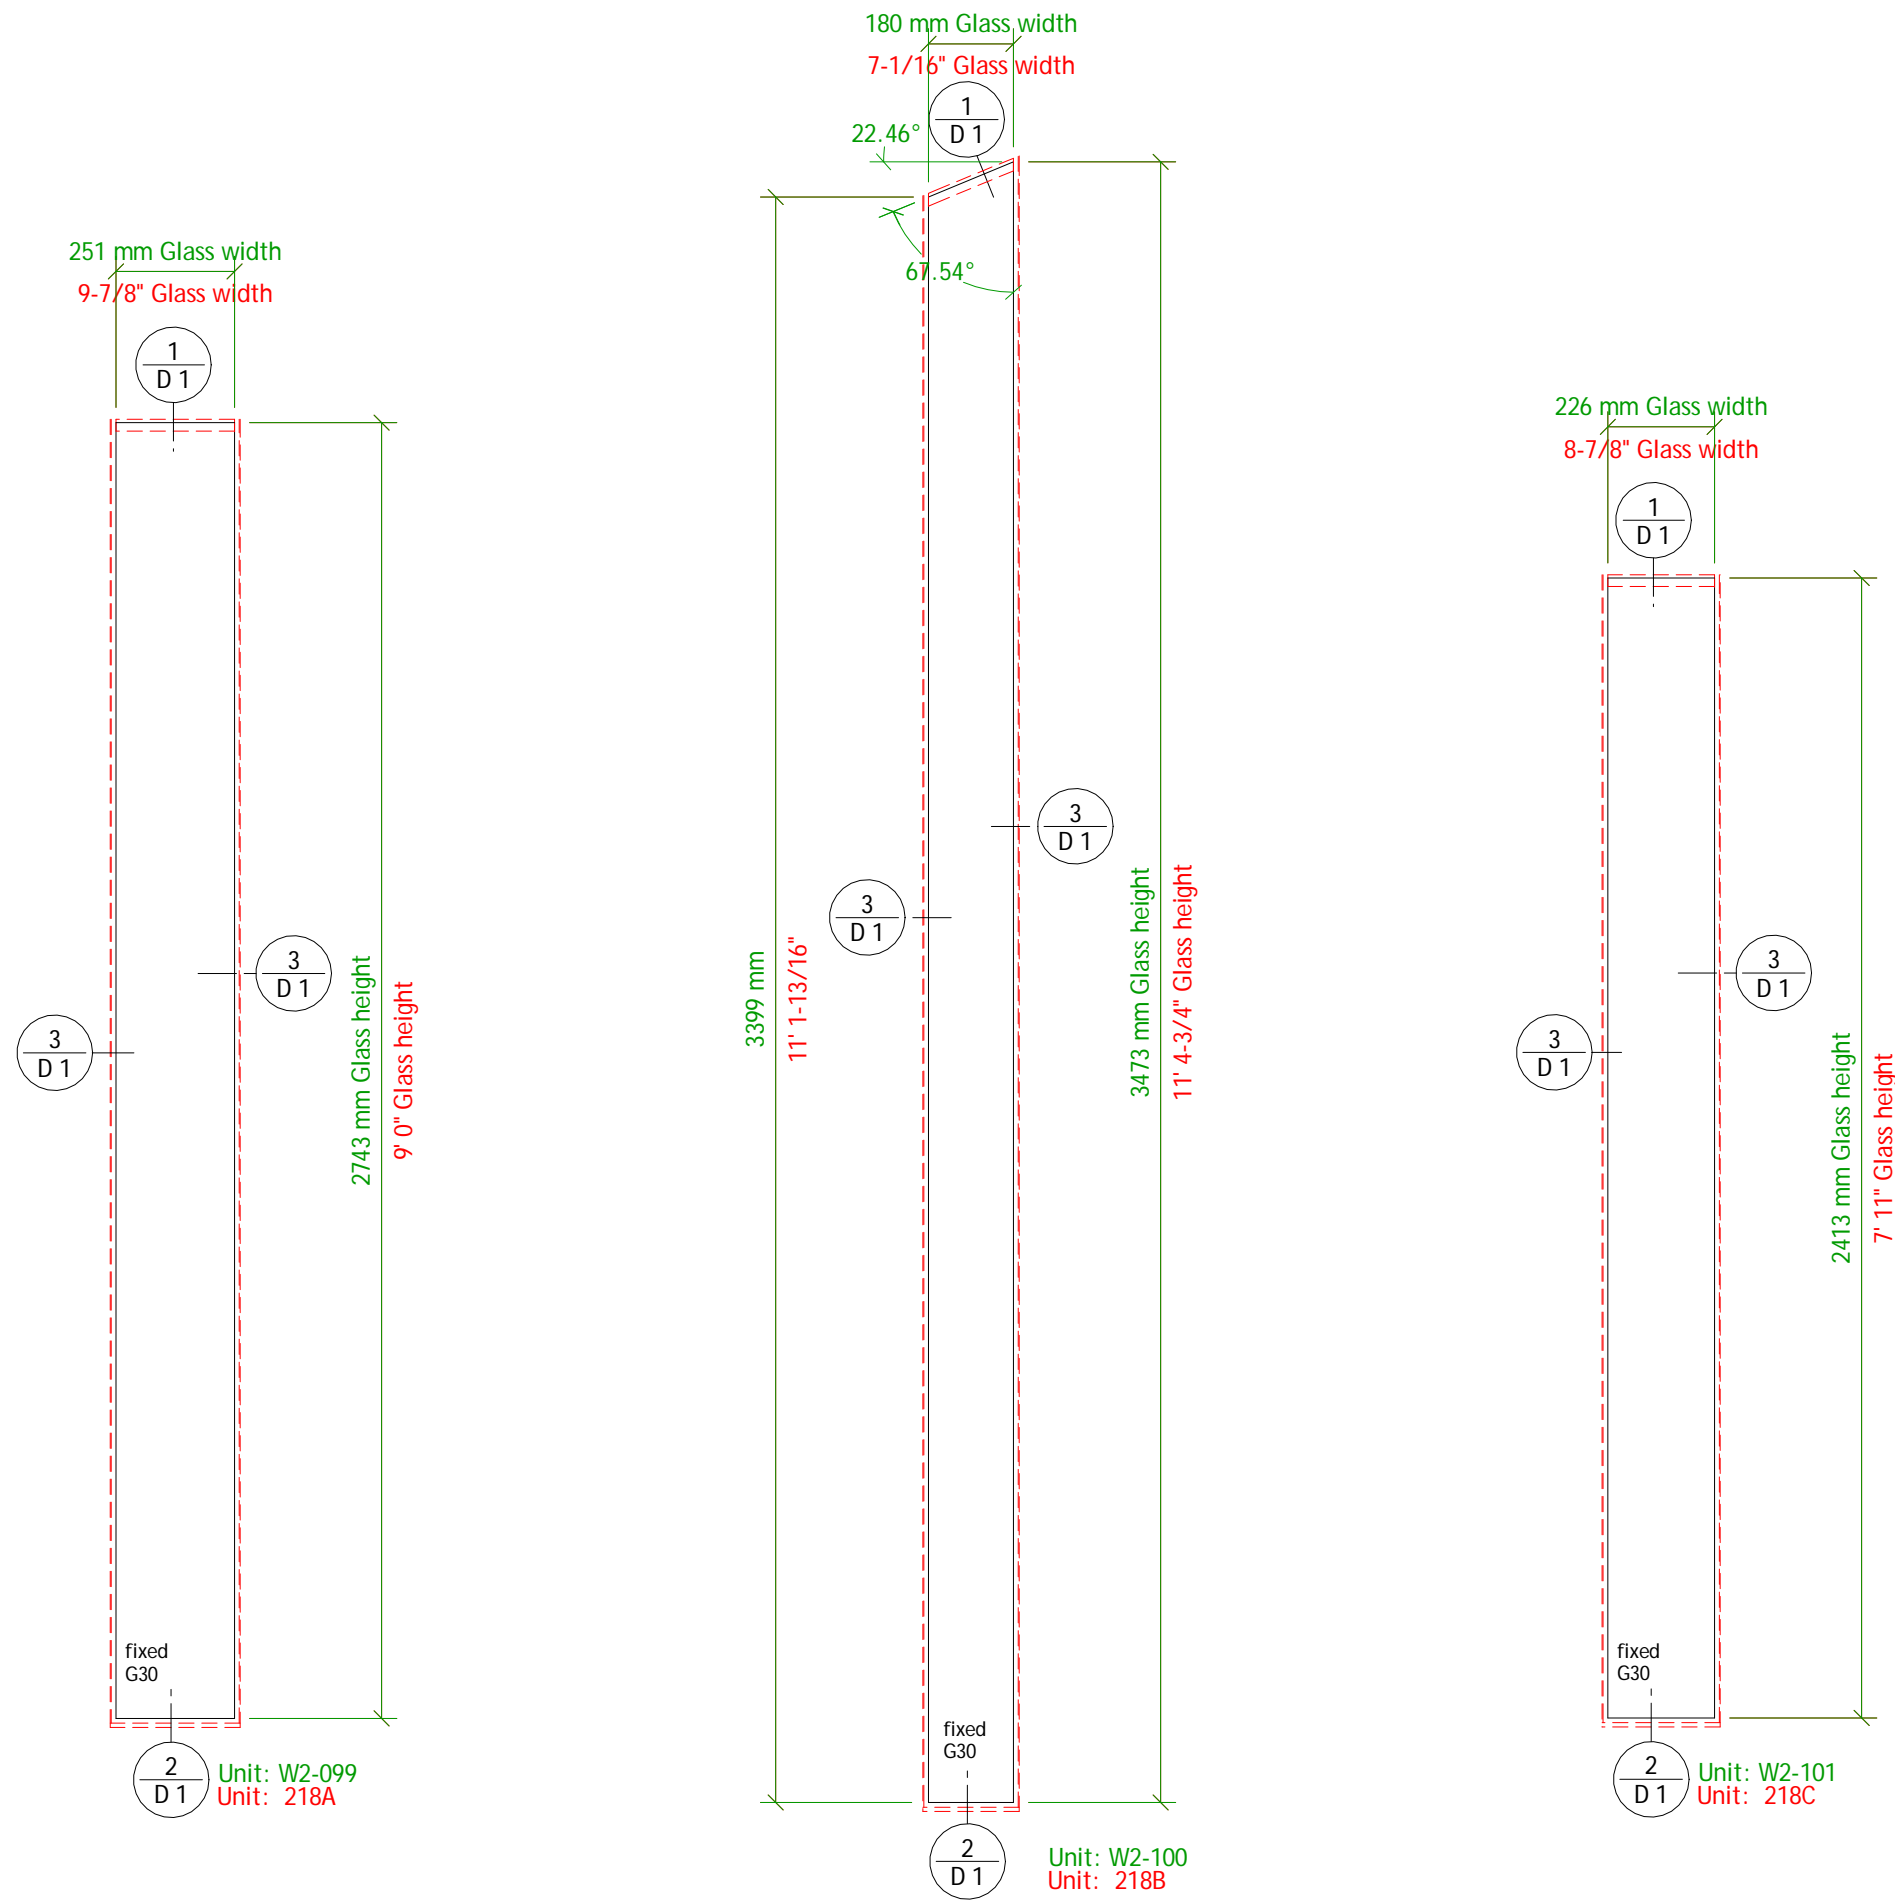 180 mm Glass width
7-1/16" Glass width
1
D 1
22.46°
67.54°
3399 mm
11' 1-13/16"
3473 mm Glass height
11' 4-3/4" Glass height
3
D 1
3
D 1
fixed
G30
2
D 1
Unit: W2-100
Unit: 218B
251 mm Glass width
9-7/8" Glass width
1
D 1
2743 mm Glass height
9' 0" Glass height
3
D 1
3
D 1
fixed
G30
2
D 1
Unit: W2-099
Unit: 218A
226 mm Glass width
8-7/8" Glass width
1
D 1
2413 mm Glass height
7' 11" Glass height
3
D 1
3
D 1
fixed
G30
2
D 1
Unit: W2-101
Unit: 218C